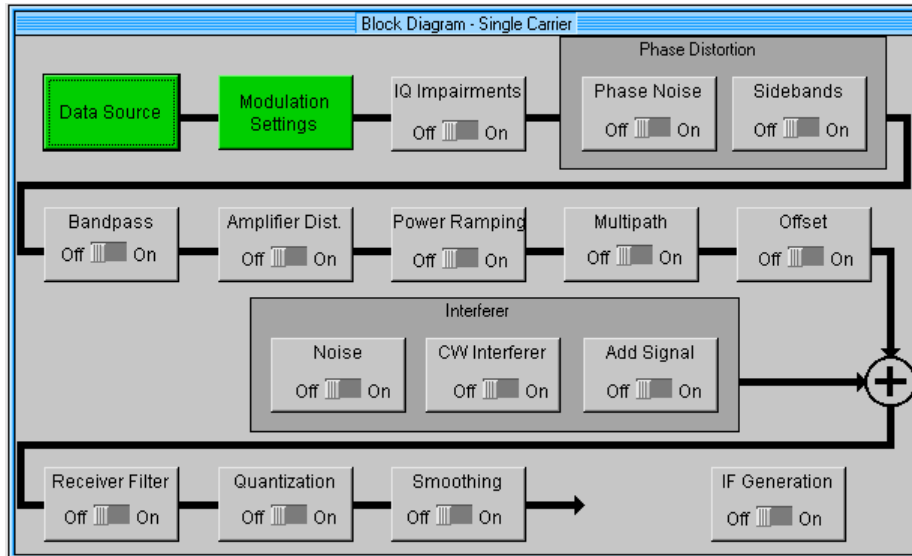 Block Diagram - Single Carrier
Phase Distortion
Data Source
Modulation
Settings
IQ Impairments
Off On
Phase Noise
Off On
Sidebands
Off On
Bandpass
Off On
Amplifier Dist.
Off On
Power Ramping
Off On
Multipath
Off On
Offset
Off On
Interferer
Noise
Off On
CW Interferer
Off On
Add Signal
Off On
Receiver Filter
Off On
Quantization
Off On
Smoothing
Off On
IF Generation
Off On